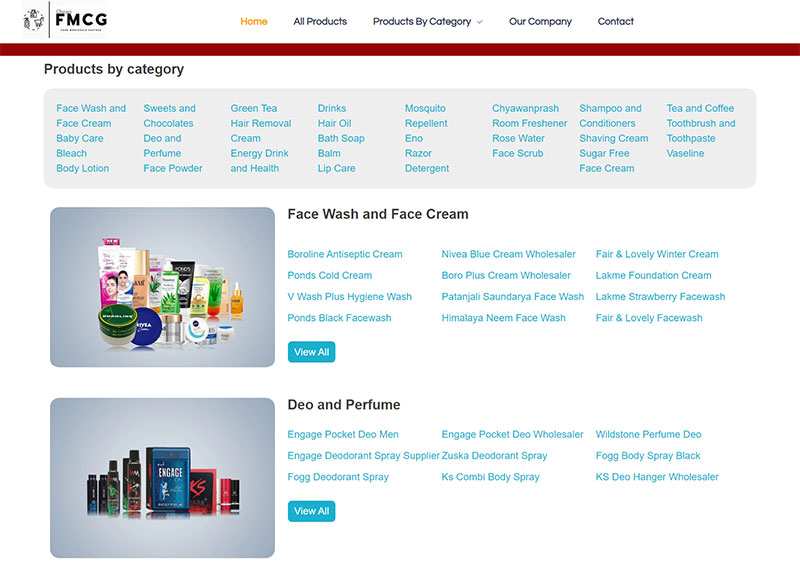 Cheap
FMCG
Home
All Products
Products By Category
Our Company
Contact
Products by category
Face Wash and
Face Cream
Baby Care
Bleach
Body Lotion
Sweets and
Chocolates
Deo and
Perfume
Face Powder
Green Tea
Hair Removal
Cream
Energy Drink
and Health
Drinks
Hair Oil
Bath Soap
Balm
Lip Care
Mosquito
Repellent
Eno
Razor
Detergent
Chyawanprash
Room Freshener
Rose Water
Face Scrub
Shampoo and
Conditioners
Shaving Cream
Sugar Free
Face Cream
Tea and Coffee
Toothbrush and
Toothpaste
Vaseline
Face Wash and Face Cream
Boroline Antiseptic Cream
Nivea Blue Cream Wholesaler
Fair & Lovely Winter Cream
Ponds Cold Cream
Boro Plus Cream Wholesaler
Lakme Foundation Cream
V Wash Plus Hygiene Wash
Patanjali Saundarya Face Wash
Lakme Strawberry Facewash
Ponds Black Facewash
Himalaya Neem Face Wash
Fair & Lovely Facewash
View All
POND'S
BOROLINE
NIVEA
Deo and Perfume
Engage Pocket Deo Men
Engage Pocket Deo Wholesaler
Wildstone Perfume Deo
Engage Deodorant Spray Supplier
Zuska Deodorant Spray
Fogg Body Spray Black
Fogg Deodorant Spray
Ks Combi Body Spray
KS Deo Hanger Wholesaler
View All
ENGAGE
KS